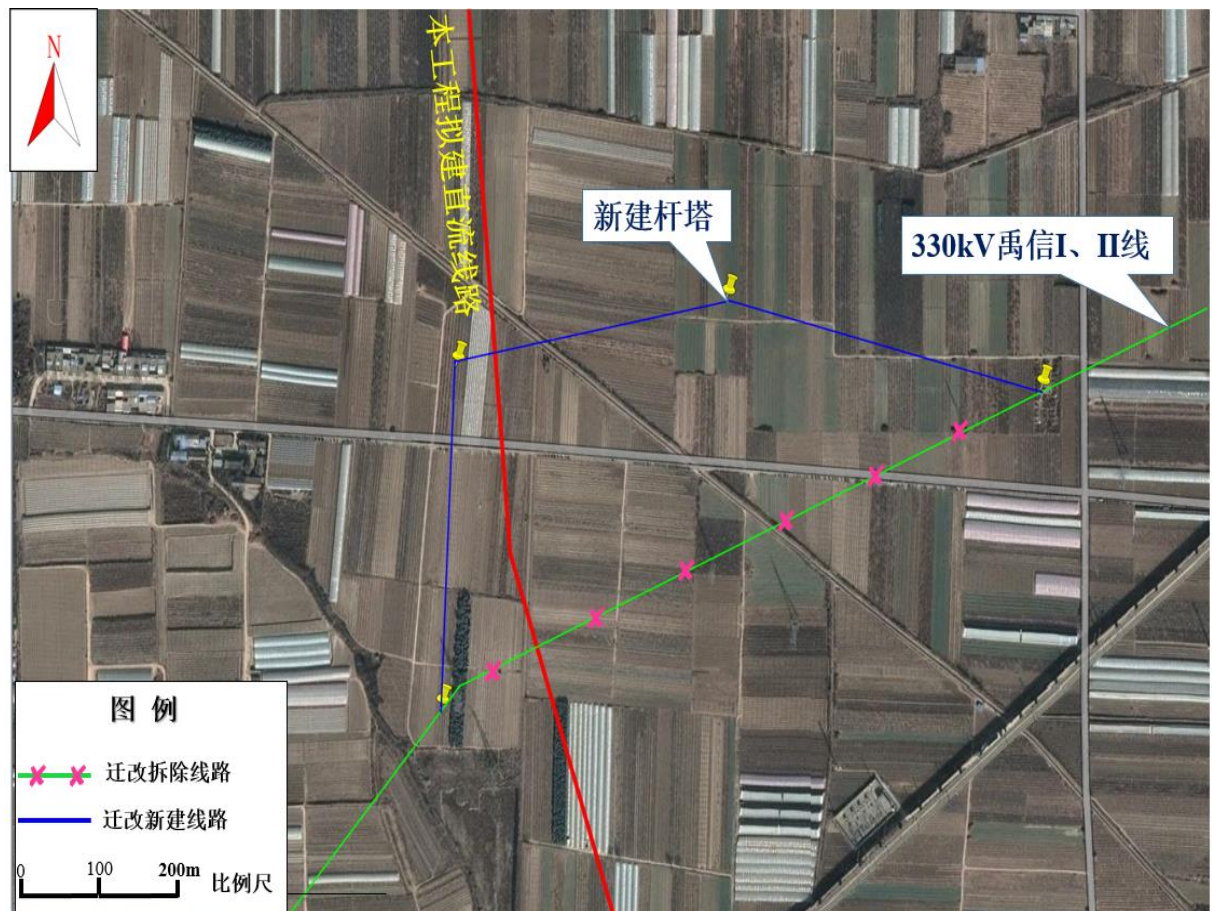 N
本工程拟建直流线路
新建杆塔
330kV禹信I、II线
图 例
迁改拆除线路
迁改新建线路
0 100 200m 比例尺